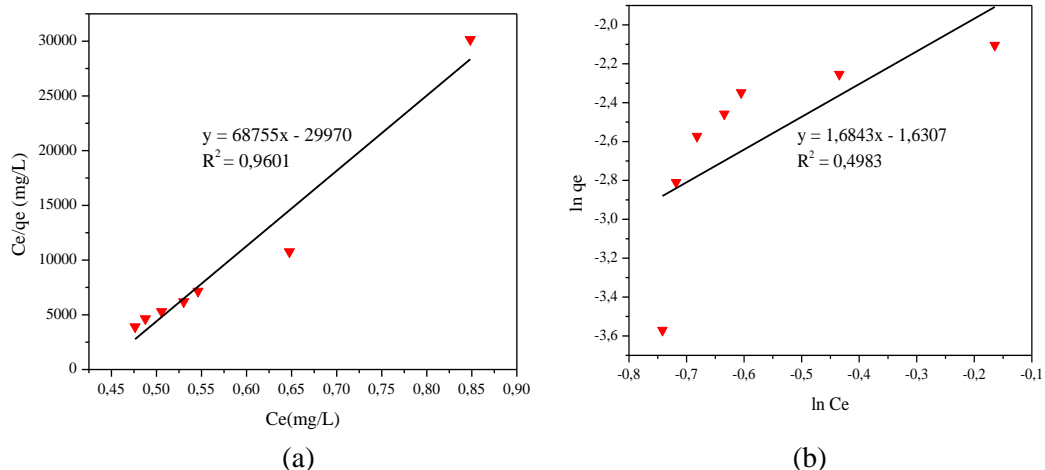 30000
25000
20000
15000
10000
5000
0
Ce/qe (mg/L)
y = 68755x - 29970
R² = 0,9601
0,45 0,50 0,55 0,60 0,65 0,70 0,75 0,80 0,85 0,90
Ce(mg/L)
(a)
-2,0
-2,2
-2,4
-2,6
-2,8
-3,0
-3,2
-3,4
-3,6
ln qe
y = 1,6843x - 1,6307
R² = 0,4983
-0,8 -0,7 -0,6 -0,5 -0,4 -0,3 -0,2 -0,1
ln Ce
(b)